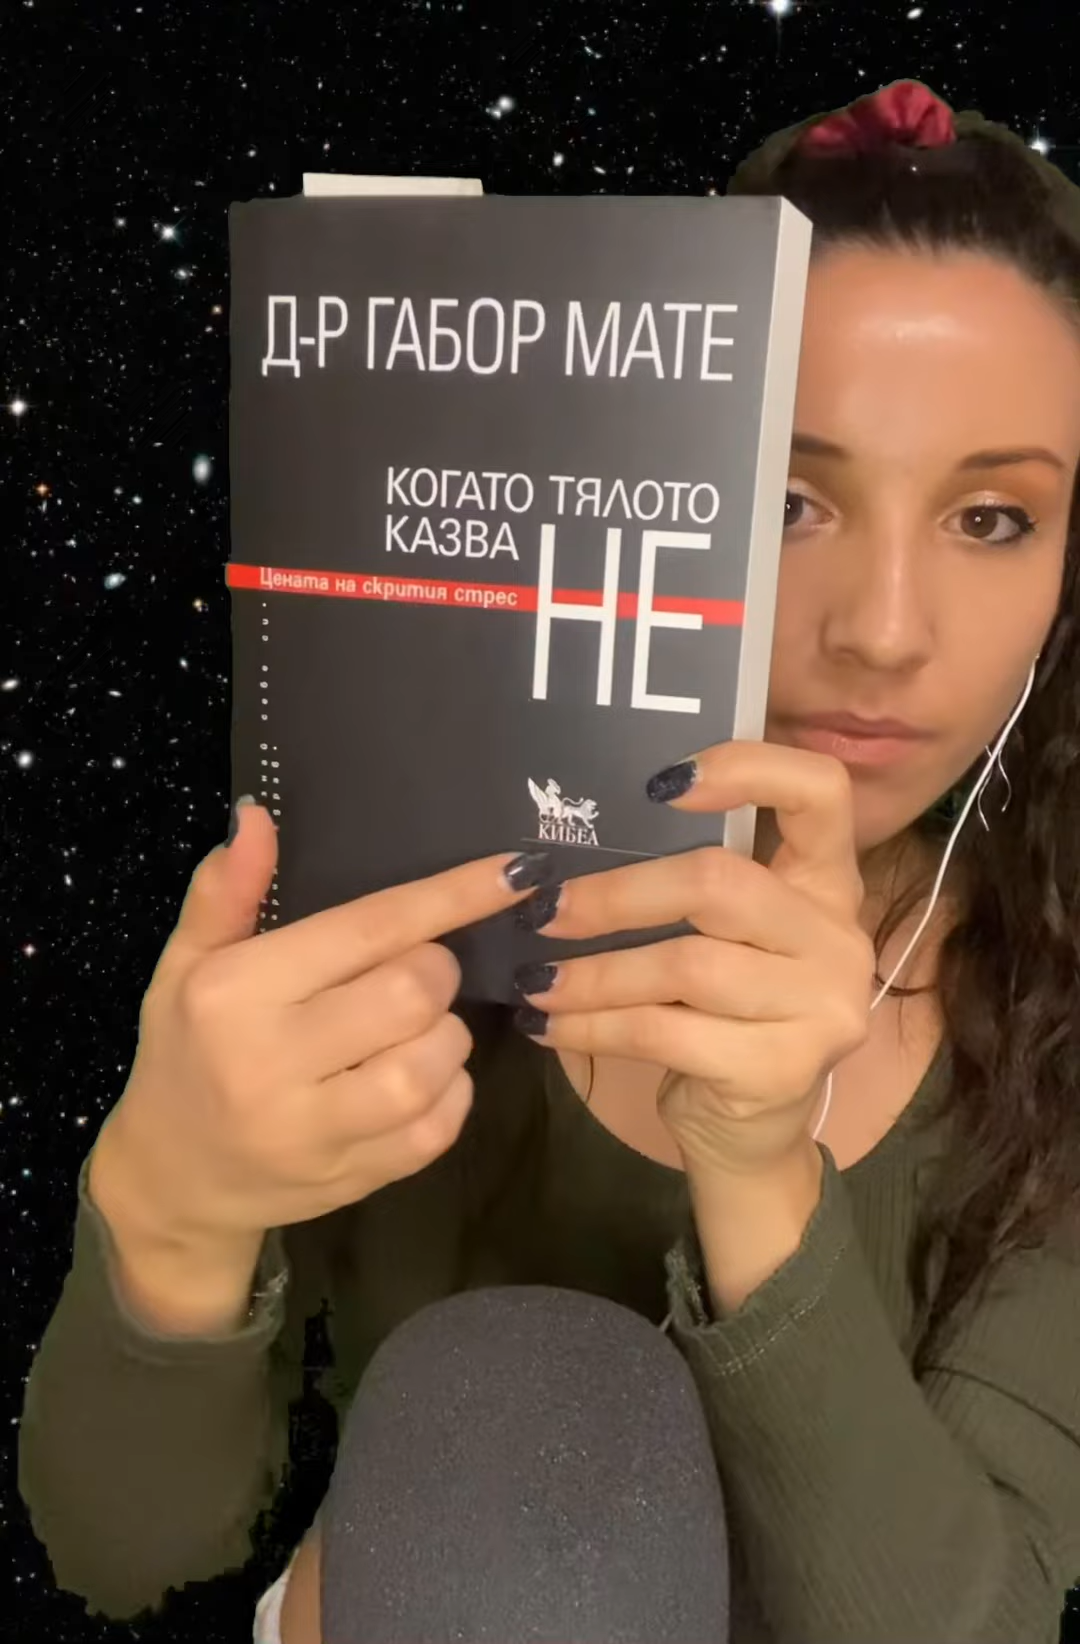 Д-Р ГАБОР МАТЕ
КОГАТО ТЯЛОТО
КАЗВА НЕ
Цената на скрития стрес
КИБЕА